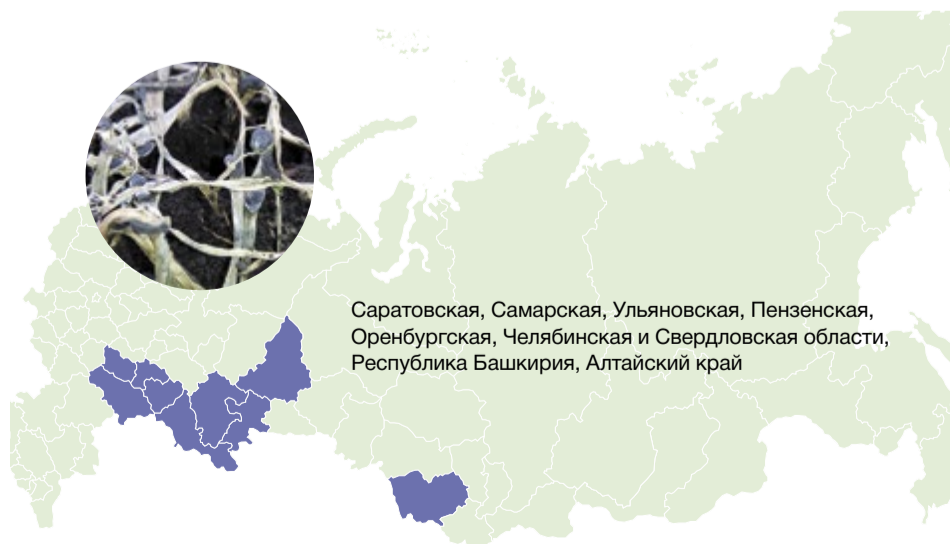 Саратовская, Самарская, Ульяновская, Пензенская,
Оренбургская, Челябинская и Свердловская области,
Республика Башкирия, Алтайский край